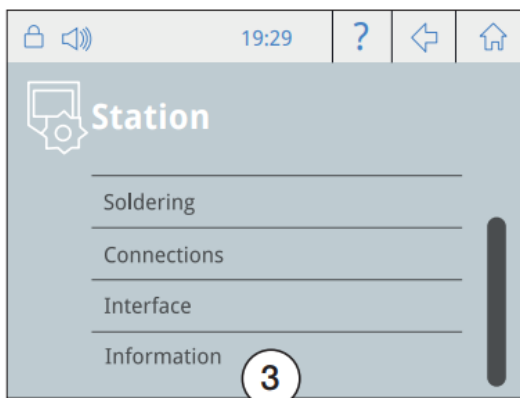 19:29 ?
Station
Soldering
Connections
Interface
Information
3